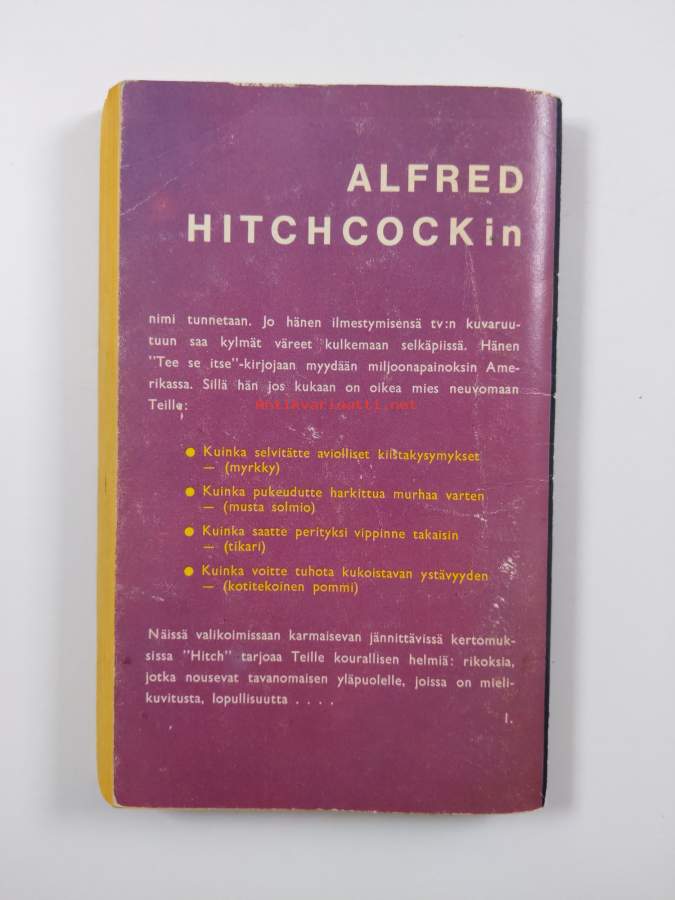 ALFRED
HITCHCOCKin
nimi tunnetaan. Jo hänen ilmestymisensä tv:n kuvaruu-
tuun saa kylmät väreet kulkemaan selkäpiissä. Hänen
"Tee se itse"-kirjojaan myydään miljoonapainoksin Ame-
rikassa. Sillä hän jos kukaan on oikea mies neuvomaan
Teille:
Antikvariaatti.net
● Kuinka selvitätte aviolliset kiistakysymykset
— (myrkky)
● Kuinka pukeudutte harkittua murhaa varten
— (musta solmio)
● Kuinka saatte perityksi vippinne takaisin
— (tikari)
● Kuinka voitte tuhota kukoistavan ystävyyden
— (kotitekoinen pommi)
Näissä valikoimissaan karmaisevan jännittävissä kertomuk-
sissa "Hitch" tarjoaa Teille kourallisen helmiä: rikoksia,
jotka nousevat tavanomaisen yläpuolelle, joissa on mieli-
kuvitusta, lopullisuutta . . . .
I.